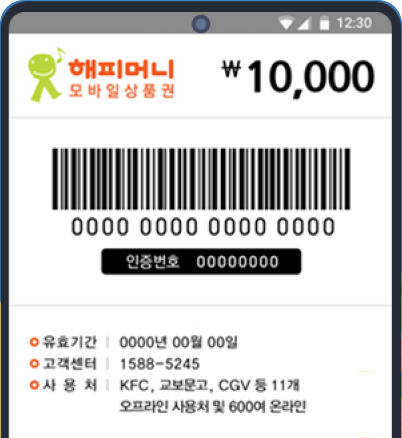 12:30
해피머니
모바일상품권
₩10,000
0000 0000 0000 0000
인증번호 00000000
유효기간 | 0000년 00월 00일
고객센터 | 1588-5245
사 용 처 | KFC, 교보문고, CGV 등 11개
오프라인 사용처 및 600여 온라인